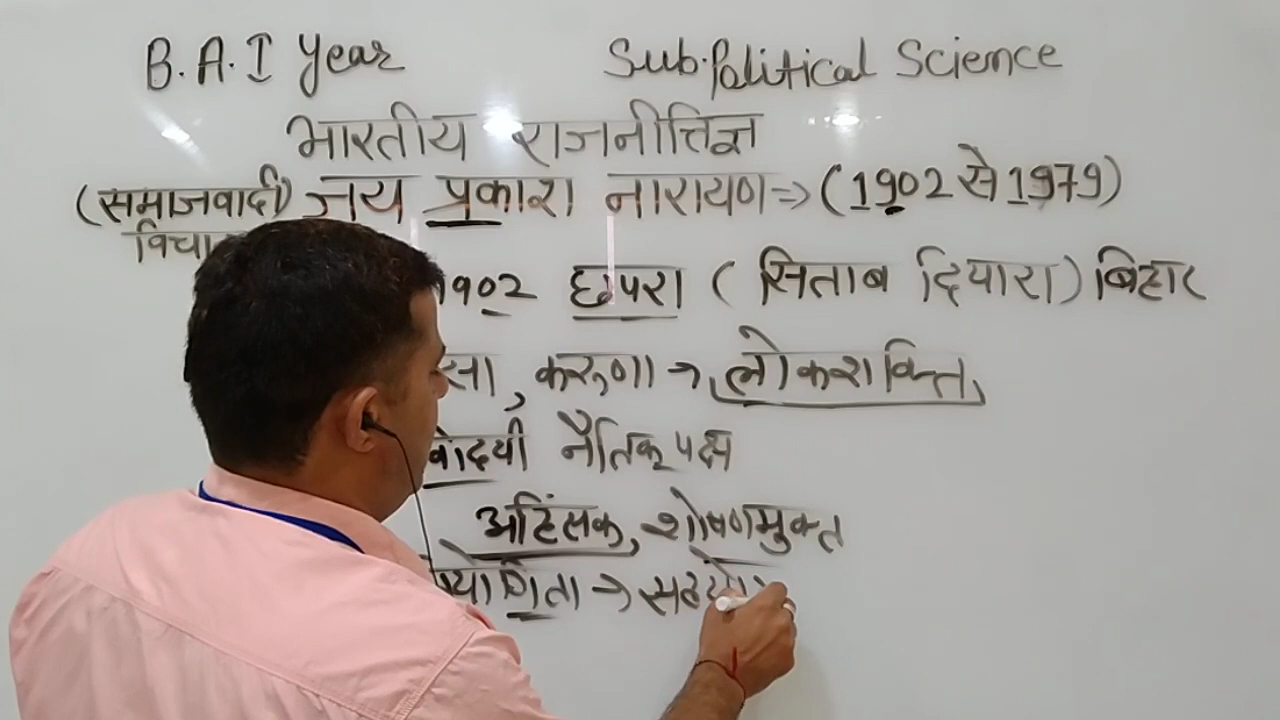 B.A.I Year Sub. Political Science
भारतीय राजनीत्तिज्ञ
(समाजवादी) जय प्रकाश नारायण⇒ (1902 से 1979)
1902 छपरा ( सिताब दियारा) बिहार
करुणा → लोकशक्ति
नैतिक पक्ष
अहिंसक, शोषणमुक्त